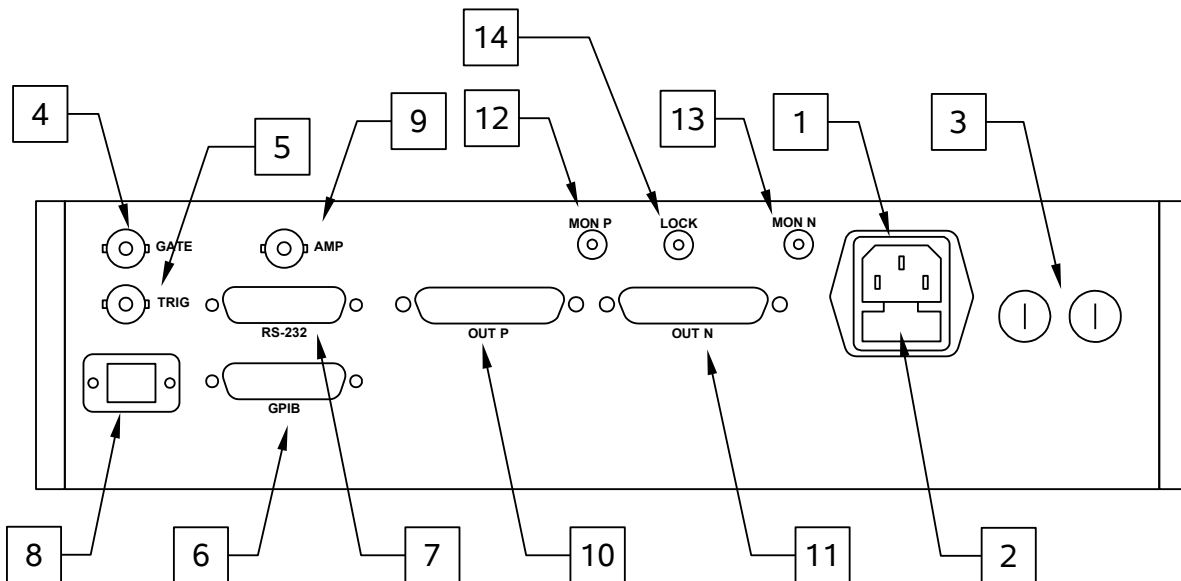 14
4
9
12
13
1
3
5
MON P
LOCK
MON N
GATE
AMP
TRIG
RS-232
OUT P
OUT N
GPIB
8
6
7
10
11
2